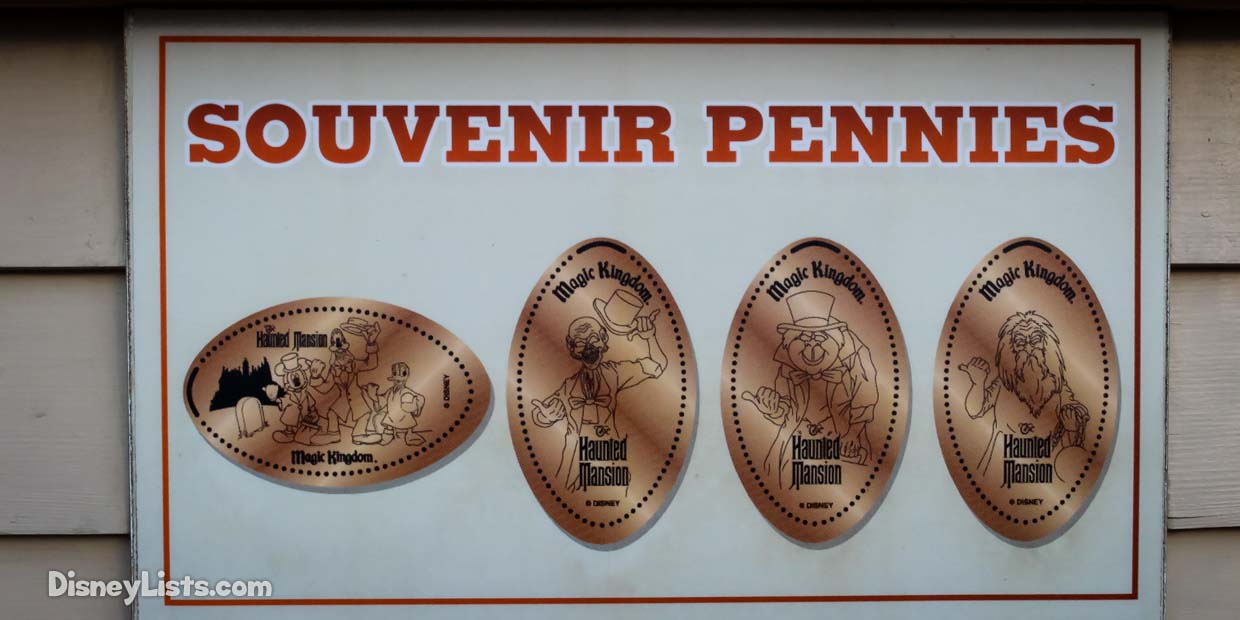 SOUVENIR PENNIES
The
Haunted Mansion
© DISNEY
Magic Kingdom
Magic Kingdom
The
Haunted
Mansion
© DISNEY
Magic Kingdom
The
Haunted
Mansion
© DISNEY
Magic Kingdom
The
Haunted
Mansion
© DISNEY
DisneyLists.com